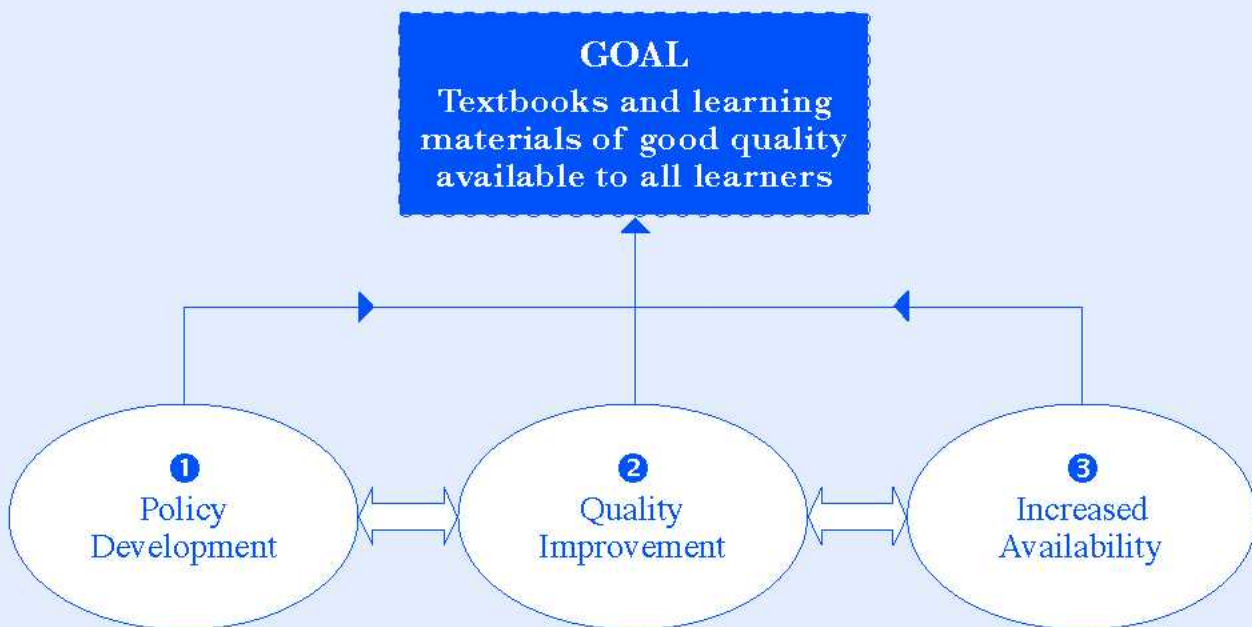 GOAL
Textbooks and learning
materials of good quality
available to all learners
❶
Policy
Development
❷
Quality
Improvement
❸
Increased
Availability